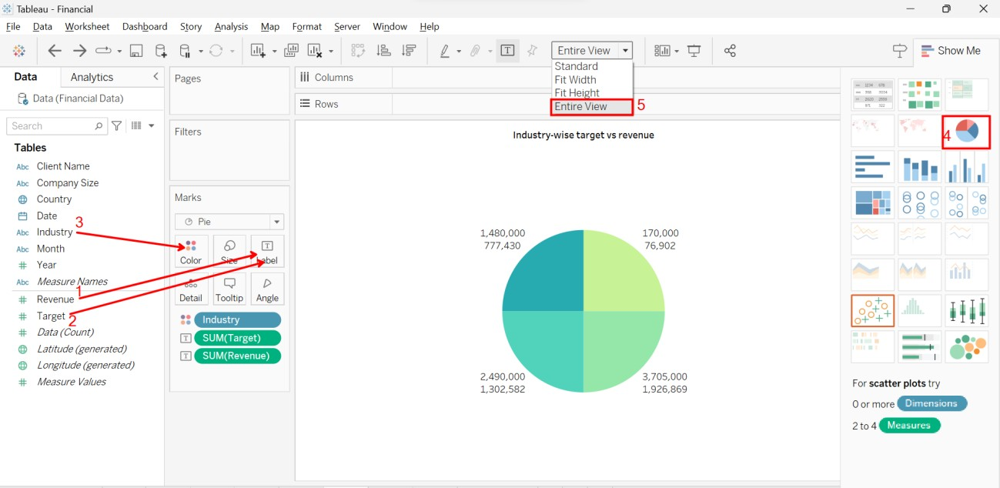 Tableau - Financial
File Data Worksheet Dashboard Story Analysis Map Format Server Window Help
Entire View
Standard
Fit Width
Fit Height
Entire View
5
Show Me
Data Analytics
Data (Financial Data)
Search
Tables
Abc Client Name
Abc Company Size
Country
Date
Abc Industry
3
Abc Month
# Year
Abc Measure Names
# Revenue
1
# Target
2
# Data (Count)
Latitude (generated)
Longitude (generated)
# Measure Values
Pages
Filters
Marks
Pie
Color Size Label
Detail Tooltip Angle
Industry
SUM(Target)
SUM(Revenue)
Columns
Rows
Industry-wise target vs revenue
1,480,000
777,430
170,000
76,902
2,490,000
1,302,582
3,705,000
1,926,869
4
For scatter plots try
0 or more Dimensions
2 to 4 Measures